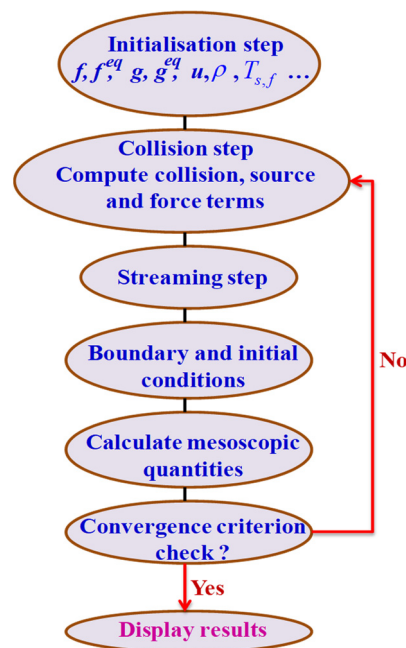 Initialisation step
f, f^eq, g, g^eq, u, ρ, T_s,f ...
Collision step
Compute collision, source
and force terms
Streaming step
Boundary and initial
conditions
No
Calculate mesoscopic
quantities
Convergence criterion
check ?
Yes
Display results